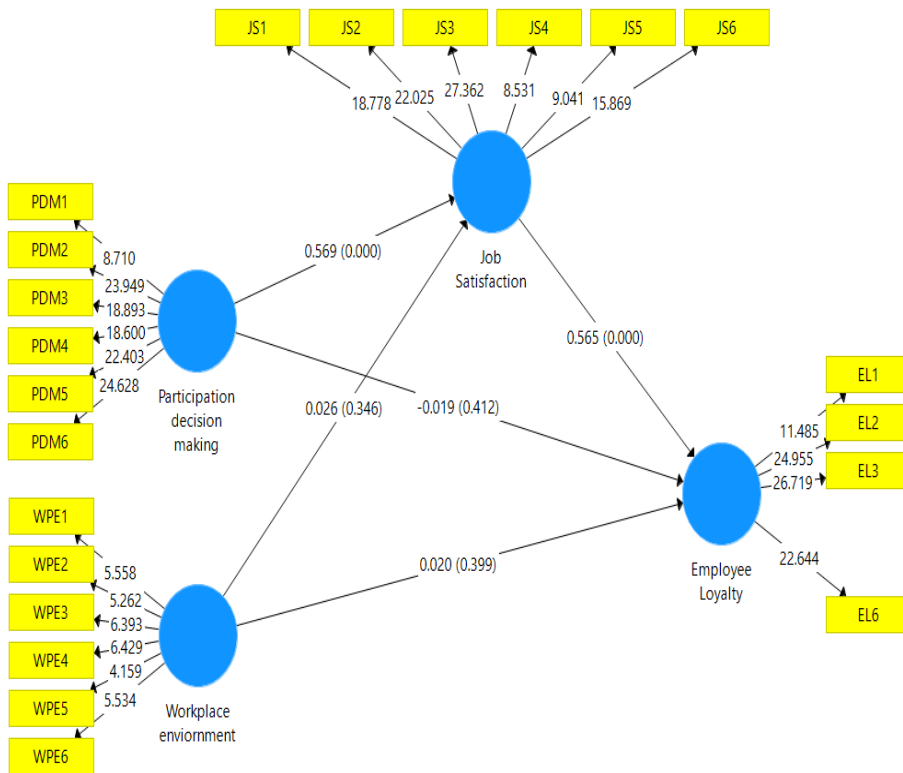 JS1 JS2 JS3 JS4 JS5 JS6
18.778 22.025 27.362 8.531 9.041 15.869
Job
Satisfaction
PDM1
PDM2
PDM3
PDM4
PDM5
PDM6
8.710
23.949
18.893
18.600
22.403
24.628
Participation
decision
making
0.569 (0.000)
0.565 (0.000)
0.026 (0.346)
-0.019 (0.412)
0.020 (0.399)
WPE1
WPE2
WPE3
WPE4
WPE5
WPE6
5.558
5.262
6.393
6.429
4.159
5.534
Workplace
enviornment
EL1
EL2
EL3
EL6
11.485
24.955
26.719
22.644
Employee
Loyalty